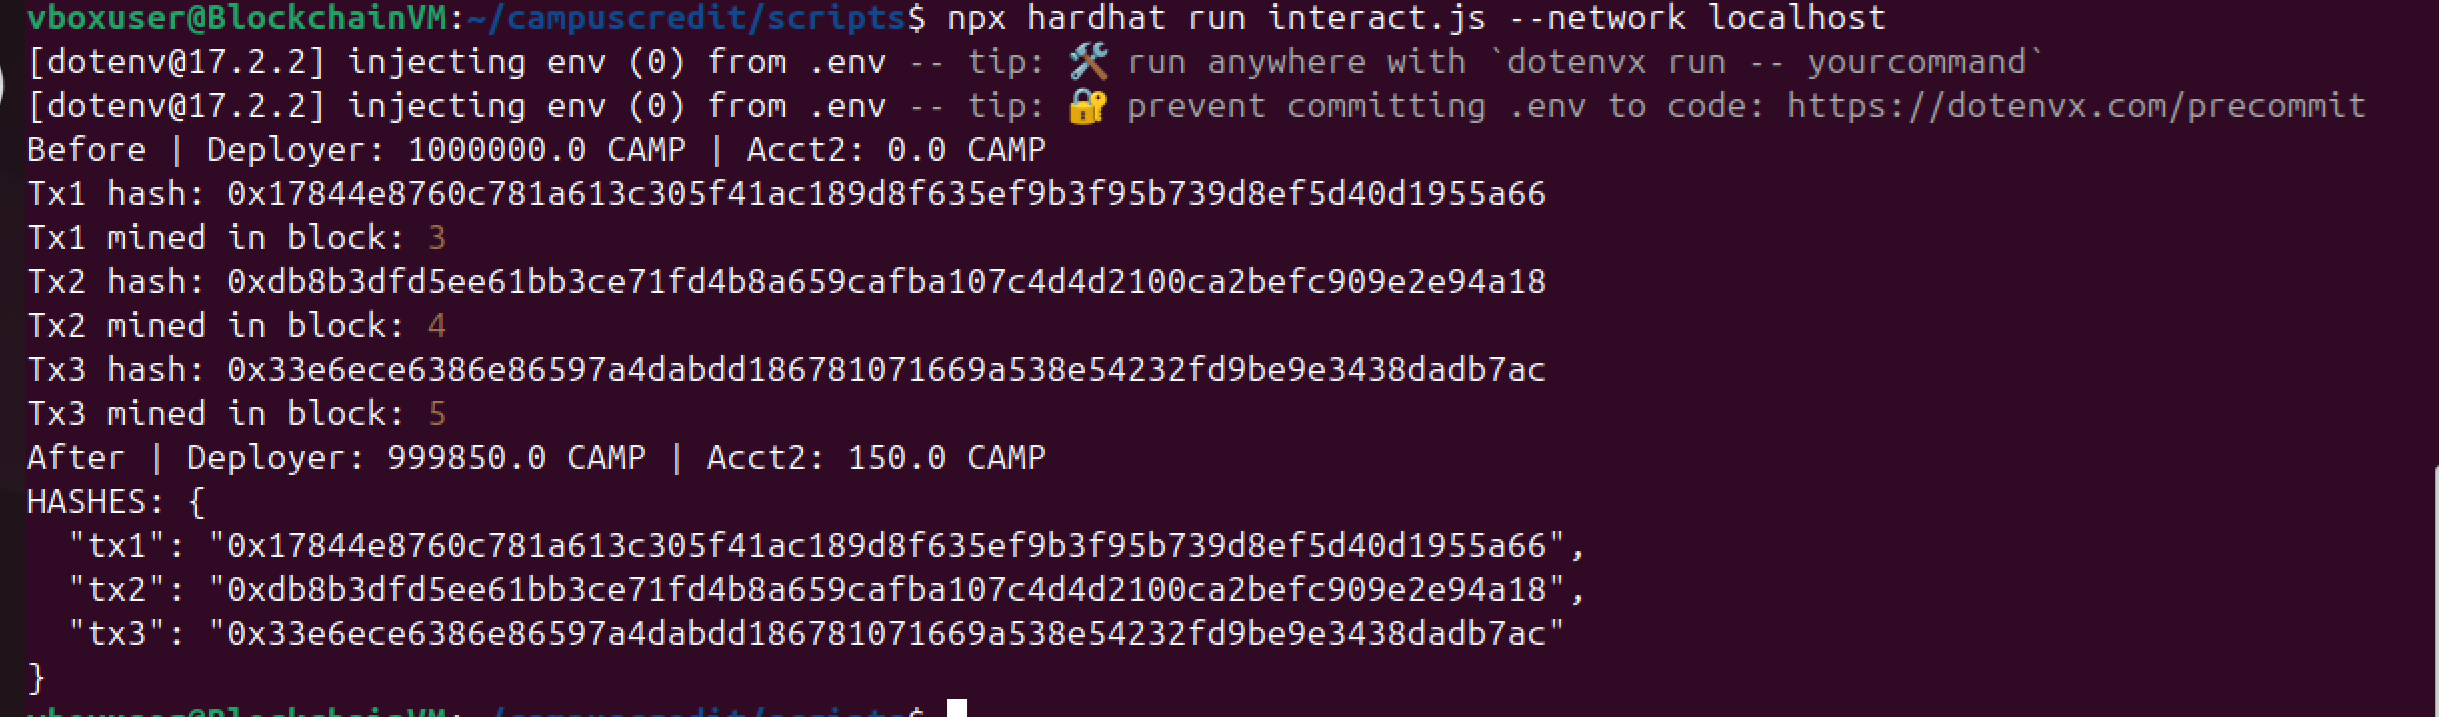 vboxuser@BlockchainVM:~/campuscredit/scripts$ npx hardhat run interact.js --network localhost
[dotenv@17.2.2] injecting env (0) from .env -- tip: 🛠️ run anywhere with `dotenvx run -- yourcommand`
[dotenv@17.2.2] injecting env (0) from .env -- tip: 🔐 prevent committing .env to code: https://dotenvx.com/precommit
Before | Deployer: 1000000.0 CAMP | Acct2: 0.0 CAMP
Tx1 hash: 0x17844e8760c781a613c305f41ac189d8f635ef9b3f95b739d8ef5d40d1955a66
Tx1 mined in block: 3
Tx2 hash: 0xdb8b3dfd5ee61bb3ce71fd4b8a659cafba107c4d4d2100ca2befc909e2e94a18
Tx2 mined in block: 4
Tx3 hash: 0x33e6ece6386e86597a4dabdd186781071669a538e54232fd9be9e3438dadb7ac
Tx3 mined in block: 5
After | Deployer: 999850.0 CAMP | Acct2: 150.0 CAMP
HASHES: {
  "tx1": "0x17844e8760c781a613c305f41ac189d8f635ef9b3f95b739d8ef5d40d1955a66",
  "tx2": "0xdb8b3dfd5ee61bb3ce71fd4b8a659cafba107c4d4d2100ca2befc909e2e94a18",
  "tx3": "0x33e6ece6386e86597a4dabdd186781071669a538e54232fd9be9e3438dadb7ac"
}
vboxuser@BlockchainVM:~/campuscredit/scripts$